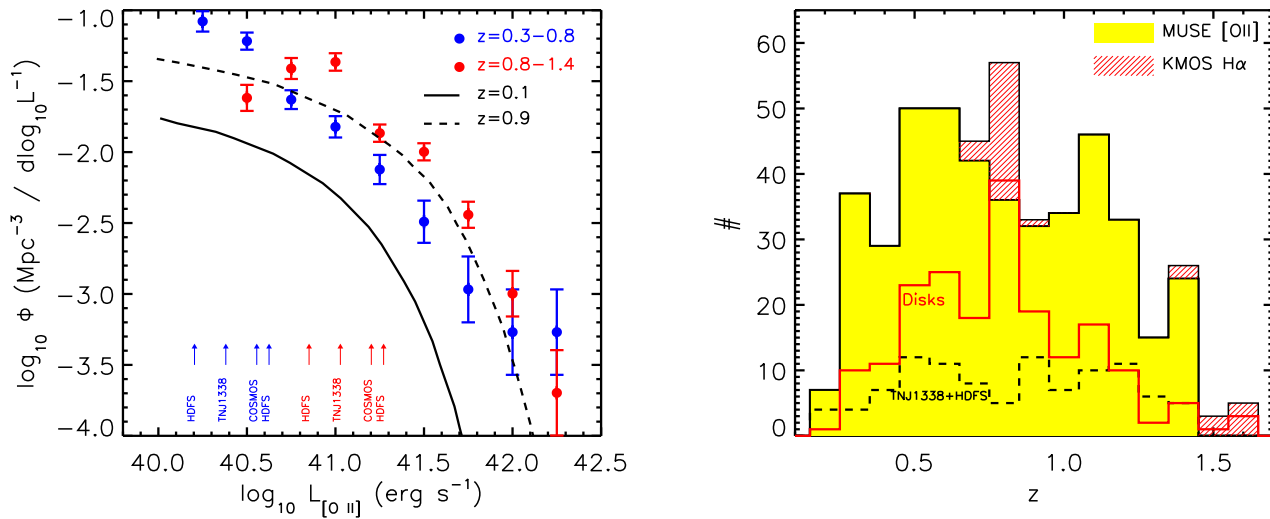 −1.0
−1.5
−2.0
−2.5
−3.0
−3.5
−4.0
log₁₀ Φ (Mpc⁻³ / dlog₁₀L⁻¹)
z=0.3−0.8
z=0.8−1.4
z=0.1
z=0.9
HDFS
TNJ1338
COSMOS
HDFS
HDFS
TNJ1338
COSMOS
HDFS
40.0 40.5 41.0 41.5 42.0 42.5
log₁₀ L[O II] (erg s⁻¹)
60
50
40
30
20
10
0
#
MUSE [OII]
KMOS Hα
Disks
TNJ1338+HDFS
0.5 1.0 1.5
z